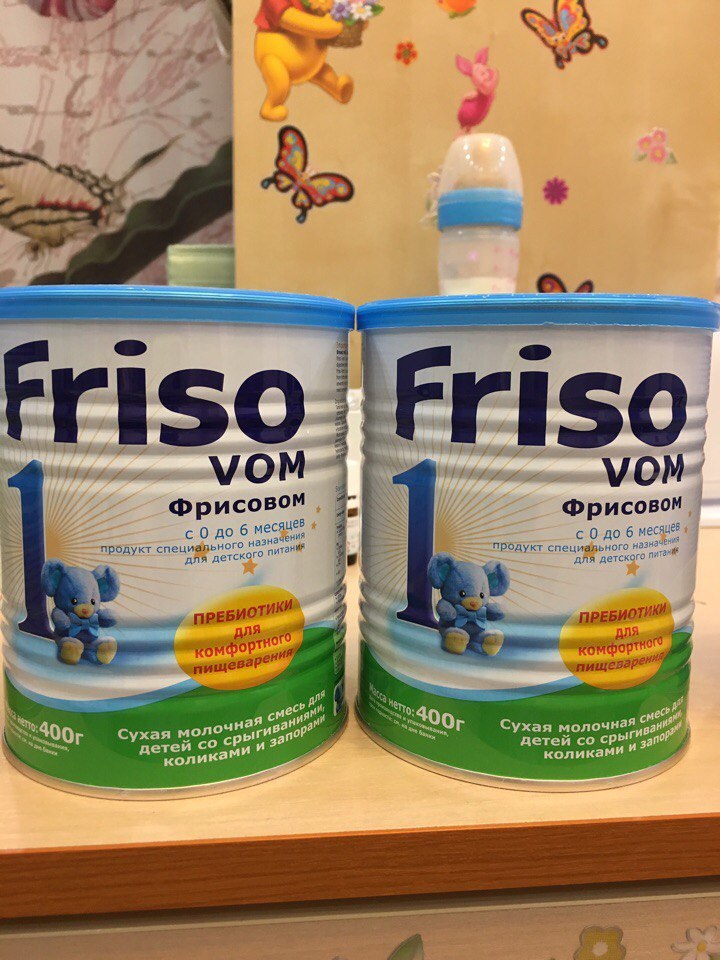 Friso
VOM
Фрисовом
1
с 0 до 6 месяцев
продукт специального назначения
для детского питания
ПРЕБИОТИКИ
для
комфортного
пищеварения
Масса нетто: 400г
Сухая молочная смесь для
детей со срыгиваниями,
коликами и запорами
Friso
VOM
Фрисовом
1
с 0 до 6 месяцев
продукт специального назначения
для детского питания
ПРЕБИОТИКИ
для
комфортного
пищеварения
Масса нетто: 400г
Сухая молочная смесь для
детей со срыгиваниями,
коликами и запорами